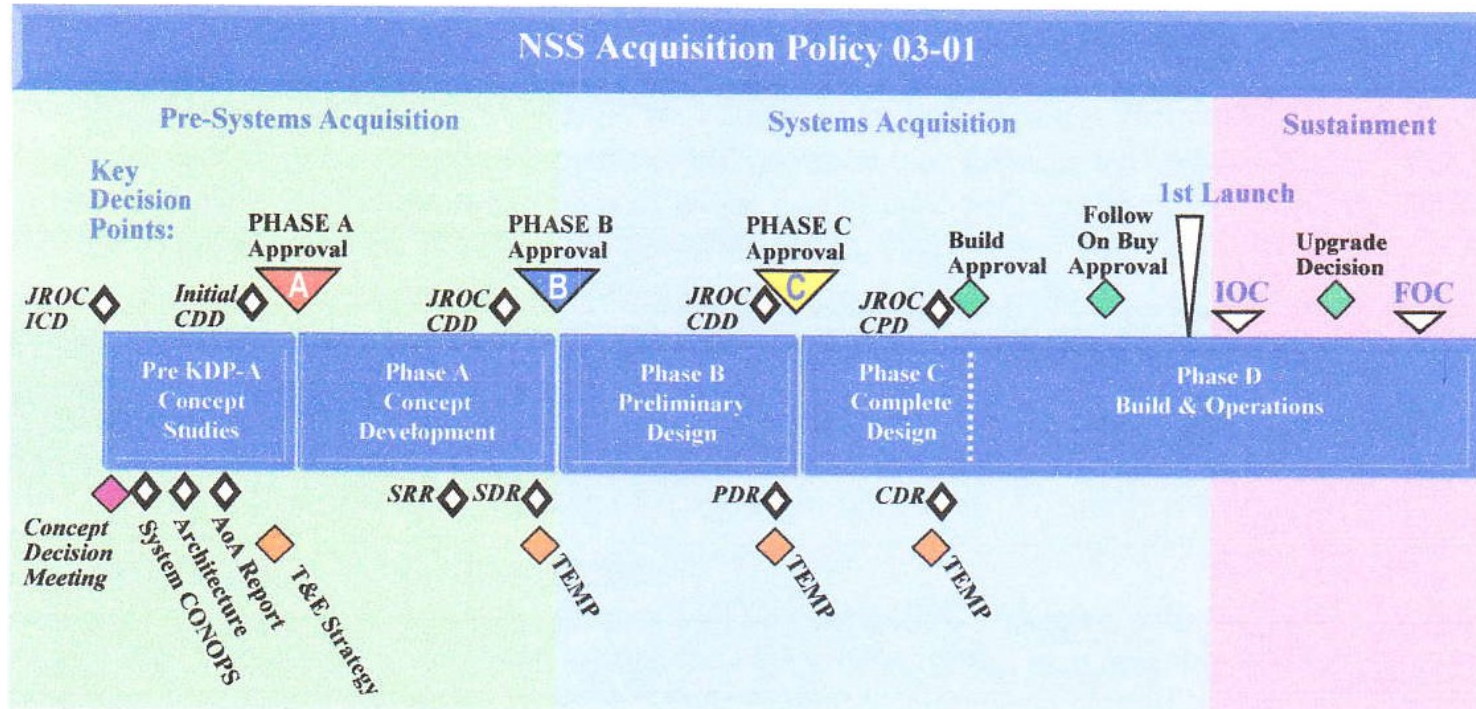 NSS Acquisition Policy 03-01
Pre-Systems Acquisition
Systems Acquisition
Sustainment
Key
Decision
Points:
JROC
ICD
Initial
CDD
PHASE A
Approval
A
JROC
CDD
PHASE B
Approval
B
JROC
CDD
PHASE C
Approval
C
JROC
CPD
Build
Approval
Follow
On Buy
Approval
1st Launch
IOC
Upgrade
Decision
FOC
Pre KDP-A
Concept
Studies
Phase A
Concept
Development
Phase B
Preliminary
Design
Phase C
Complete
Design
Phase D
Build & Operations
Concept
Decision
Meeting
System CONOPS
Architecture
AoA Report
T&E Strategy
SRR
SDR
TEMP
PDR
TEMP
CDR
TEMP